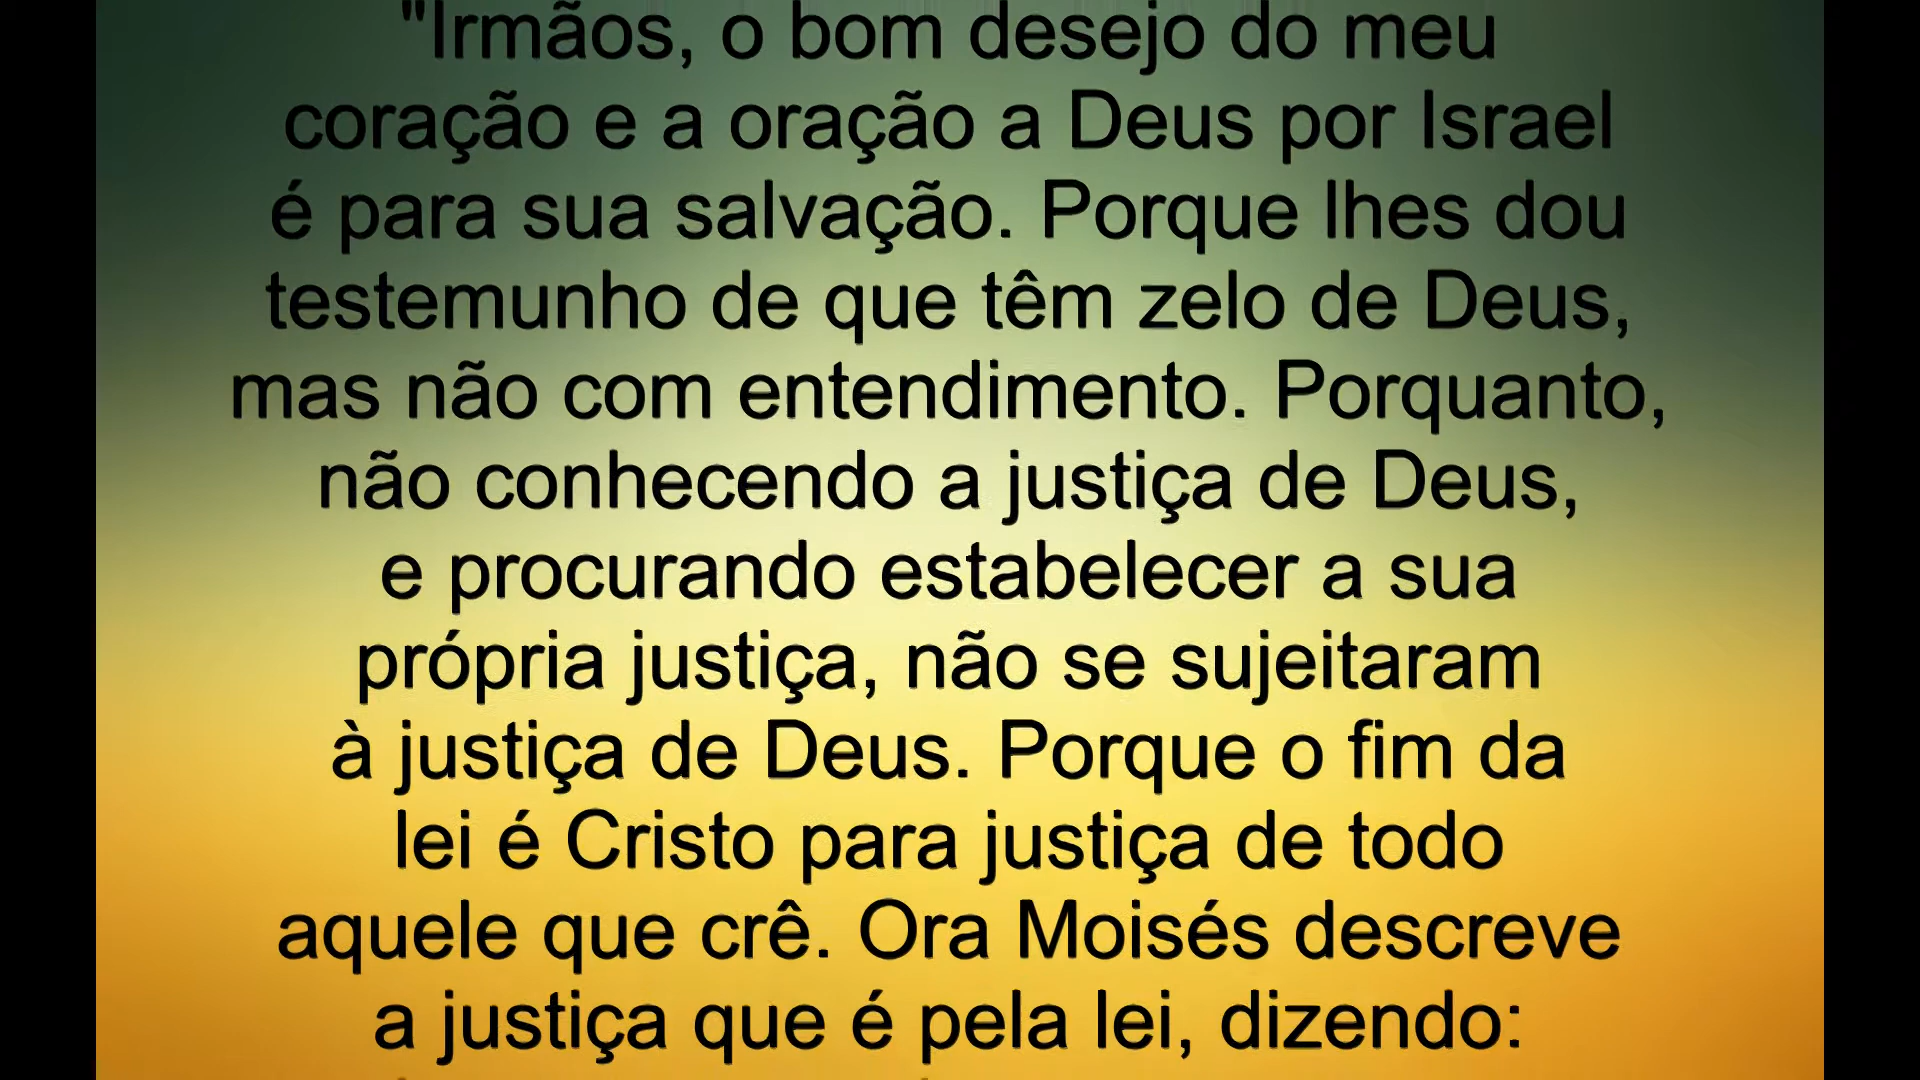 "Irmãos, o bom desejo do meu
coração e a oração a Deus por Israel
é para sua salvação. Porque lhes dou
testemunho de que têm zelo de Deus,
mas não com entendimento. Porquanto,
não conhecendo a justiça de Deus,
e procurando estabelecer a sua
própria justiça, não se sujeitaram
à justiça de Deus. Porque o fim da
lei é Cristo para justiça de todo
aquele que crê. Ora Moisés descreve
a justiça que é pela lei, dizendo: